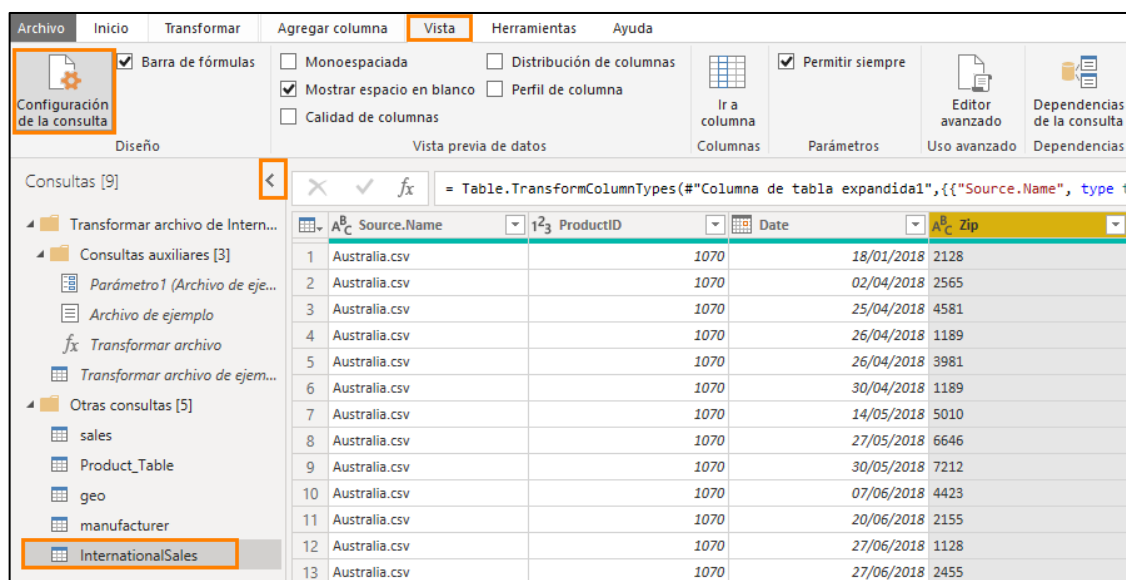 Archivo Inicio Transformar Agregar columna Vista Herramientas Ayuda
Configuración de la consulta
Barra de fórmulas
Diseño
Monoespaciada
Mostrar espacio en blanco
Calidad de columnas
Distribución de columnas
Perfil de columna
Vista previa de datos
Ir a columna
Columnas
Permitir siempre
Parámetros
Editor avanzado
Uso avanzado
Dependencias de la consulta
Dependencias
Consultas [9]
Transformar archivo de Intern...
Consultas auxiliares [3]
Parámetro1 (Archivo de eje...
Archivo de ejemplo
fx Transformar archivo
Transformar archivo de ejem...
Otras consultas [5]
sales
Product_Table
geo
manufacturer
InternationalSales
fx = Table.TransformColumnTypes(#"Columna de tabla expandida1",{{"Source.Name", type t
ABC Source.Name 123 ProductID Date ABC Zip
1 Australia.csv 1070 18/01/2018 2128
2 Australia.csv 1070 02/04/2018 2565
3 Australia.csv 1070 25/04/2018 4581
4 Australia.csv 1070 26/04/2018 1189
5 Australia.csv 1070 26/04/2018 3981
6 Australia.csv 1070 30/04/2018 1189
7 Australia.csv 1070 14/05/2018 5010
8 Australia.csv 1070 27/05/2018 6646
9 Australia.csv 1070 30/05/2018 7212
10 Australia.csv 1070 07/06/2018 4423
11 Australia.csv 1070 20/06/2018 2155
12 Australia.csv 1070 27/06/2018 1128
13 Australia.csv 1070 27/06/2018 2455